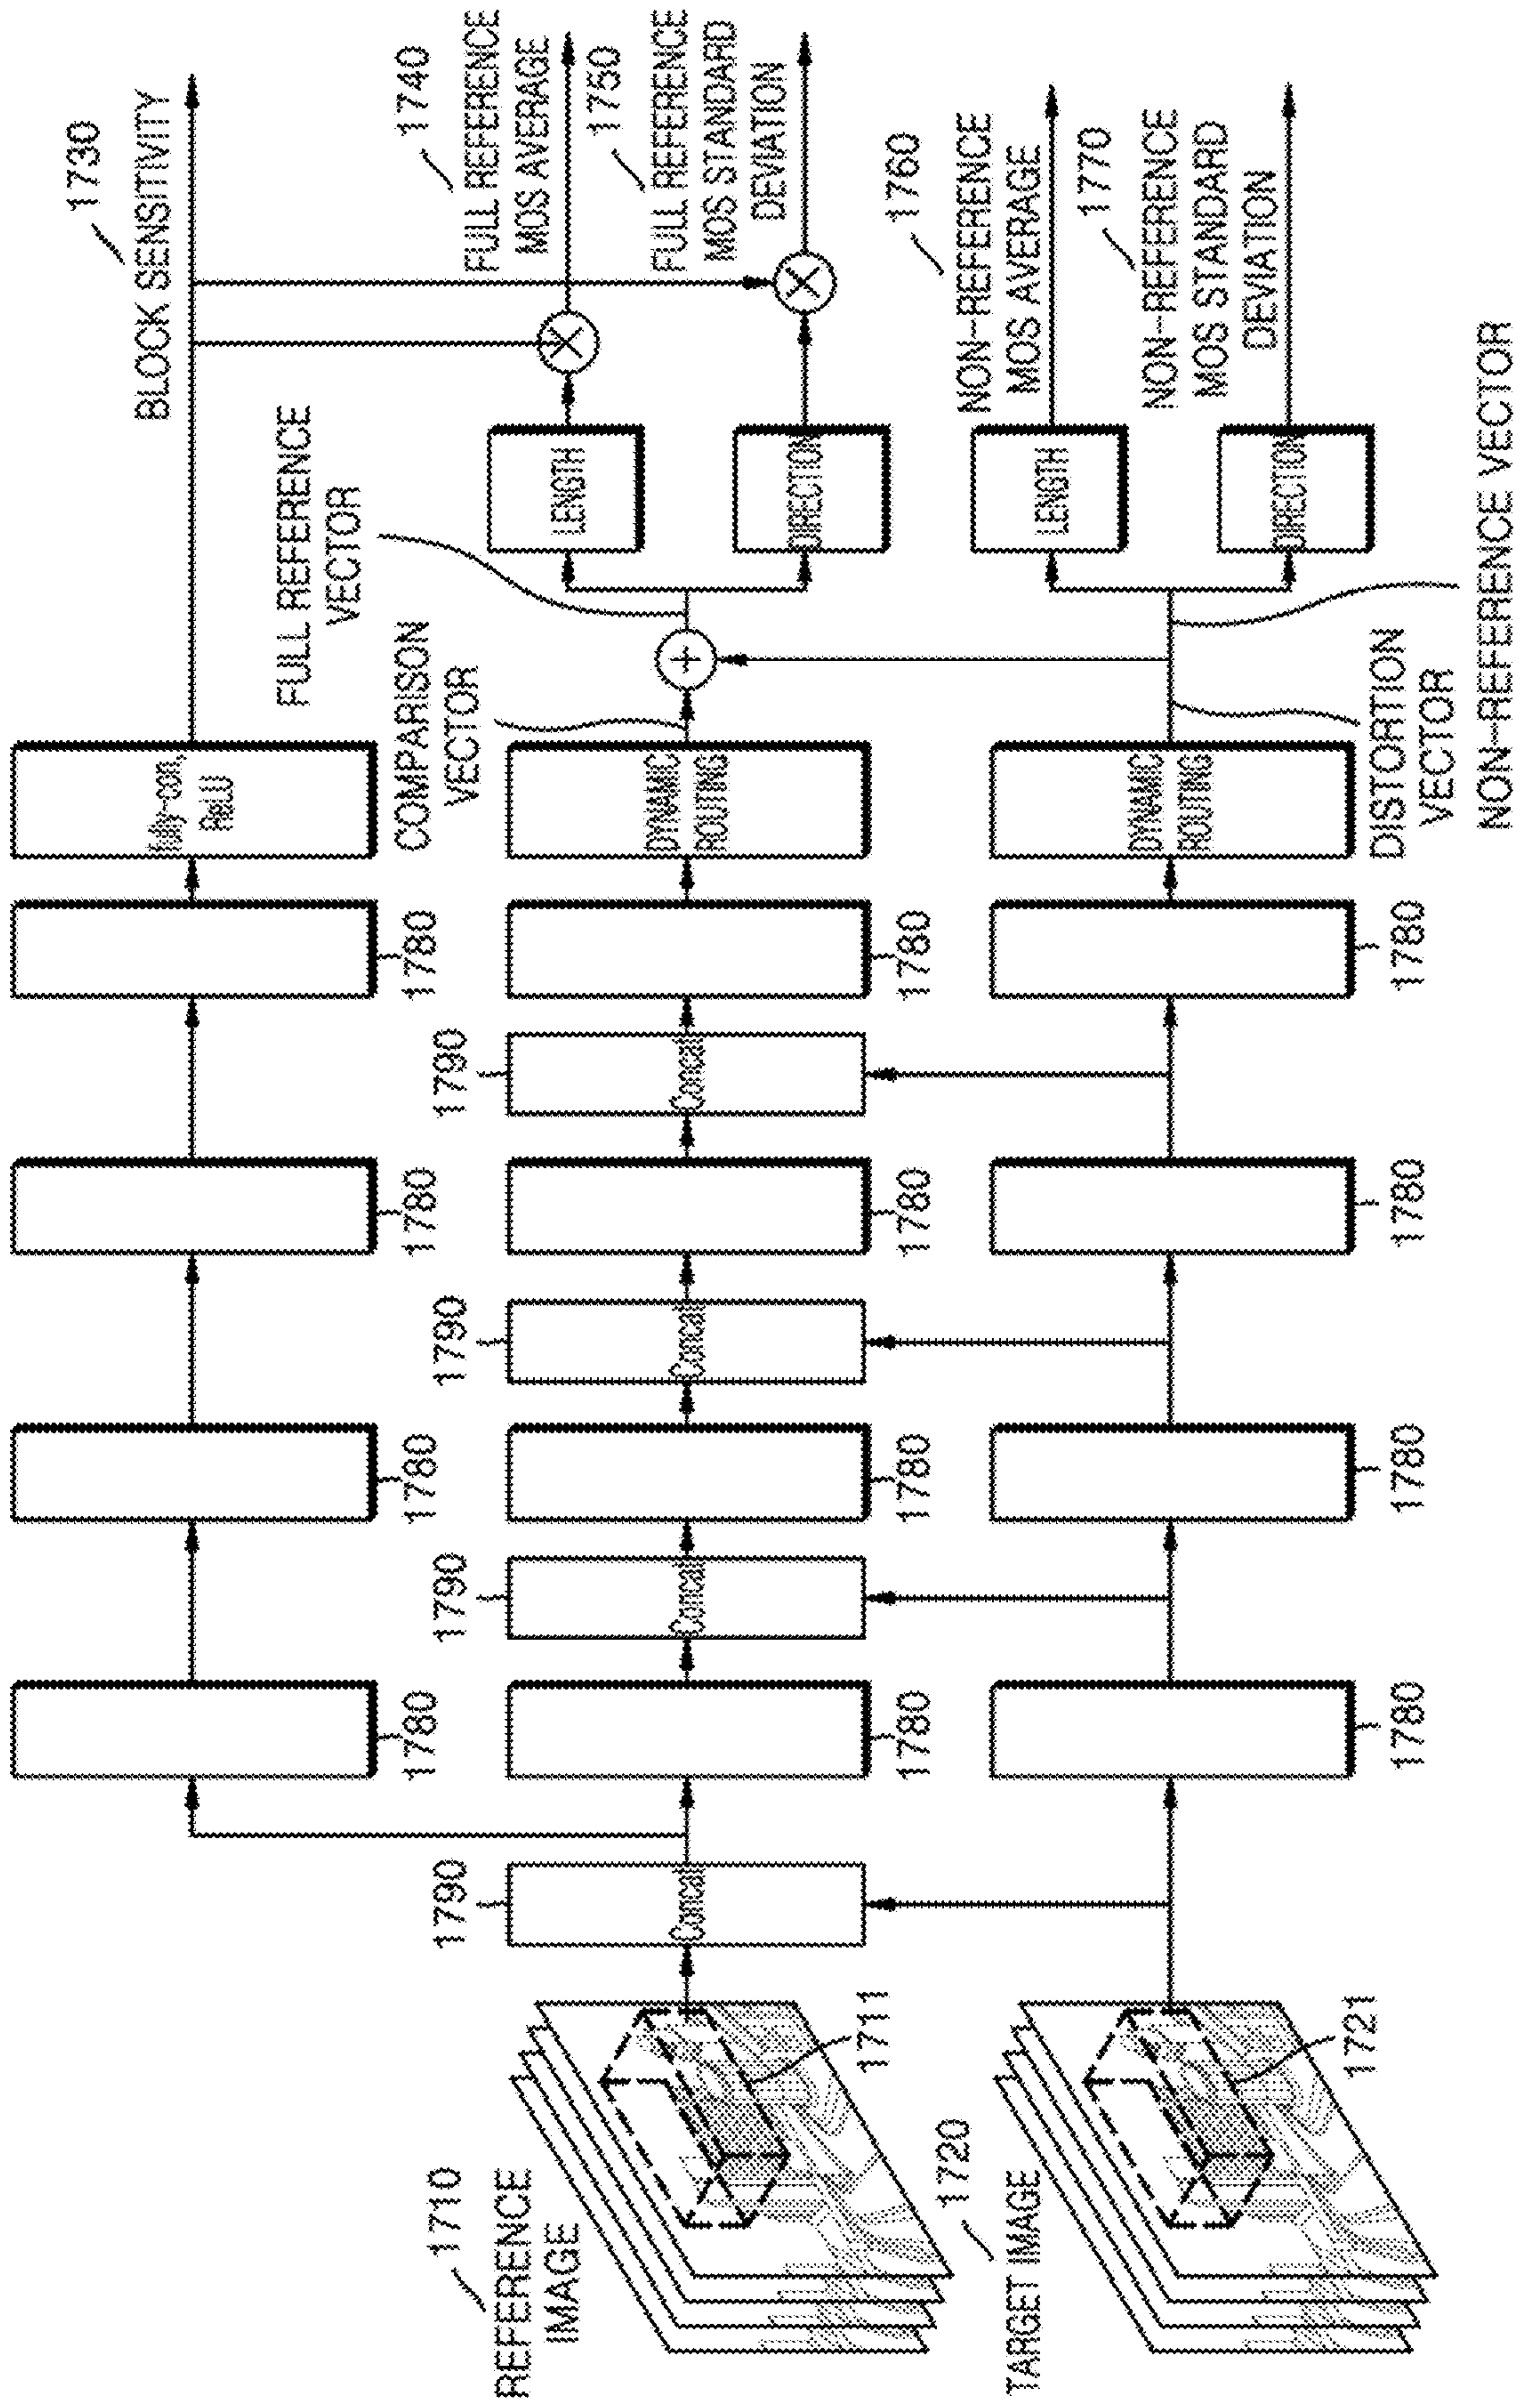 1730
BLOCK SENSITIVITY
1740
FULL REFERENCE
MOS AVERAGE
1750
FULL REFERENCE
MOS STANDARD
DEVIATION
1760
NON-REFERENCE
MOS AVERAGE
1770
NON-REFERENCE
MOS STANDARD
DEVIATION
FULL REFERENCE
VECTOR
LENGTH
DIRECTION
LENGTH
DIRECTION
COMPARISON
VECTOR
DISTORTION
VECTOR
NON-REFERENCE VECTOR
fully-con,
ReLU
DYNAMIC
ROUTING
DYNAMIC
ROUTING
1780
1780
1780
1780
1790
Concat
1780
1790
Concat
1780
1790
Concat
1780
1790
Concat
1780
1780
1780
1780
1780
1710
REFERENCE
IMAGE
1711
1720
TARGET IMAGE
1721